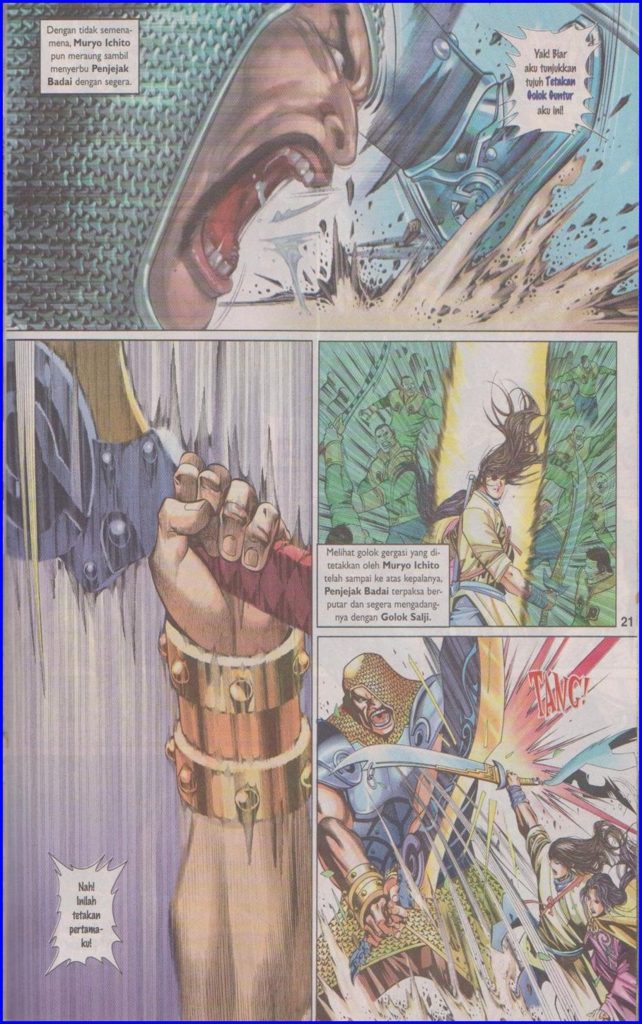 Dengan tidak semena-
mena, Muryo Ichito
pun meraung sambil
menyerbu Penjejak
Badai dengan segera.
Yak! Biar
aku tunjukkan
tujuh Tetakan
Golok Guntur
aku ini!
Nah!
Inilah
tetakan
pertama-
ku!
Melihat golok gergasi yang di-
tetakkan oleh Muryo Ichito
telah sampai ke atas kepalanya,
Penjejak Badai terpaksa ber-
putar dan segera mengadang-
nya dengan Golok Salji.
21
TANG!